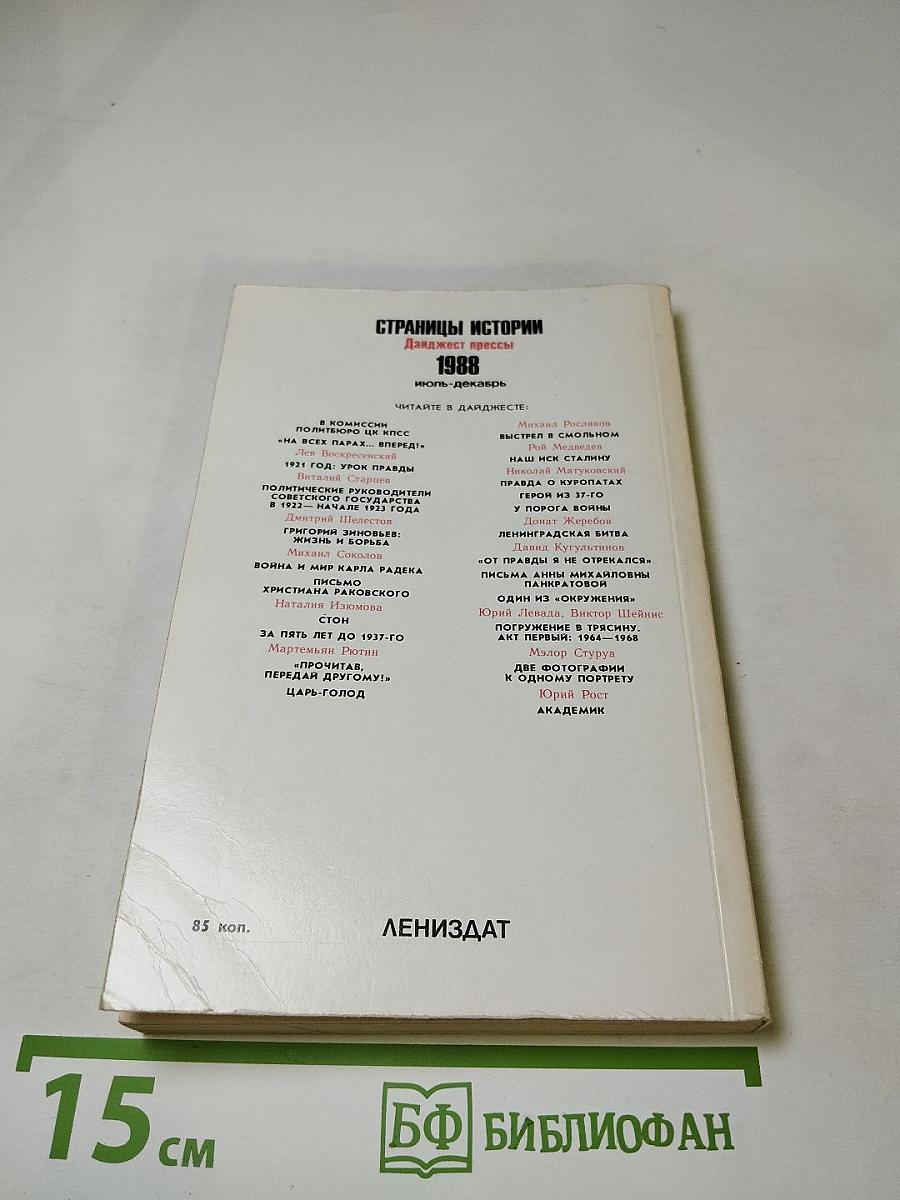 СТРАНИЦЫ ИСТОРИИ
Дайджест прессы
1988
июль-декабрь
ЧИТАЙТЕ В ДАЙДЖЕСТЕ:
В КОМИССИИ
ПОЛИТБЮРО ЦК КПСС
«НА ВСЕХ ПАРАХ... ВПЕРЕД!»
Лев Воскресенский
1921 ГОД: УРОК ПРАВДЫ
Виталий Старцев
ПОЛИТИЧЕСКИЕ РУКОВОДИТЕЛИ
СОВЕТСКОГО ГОСУДАРСТВА
В 1922— НАЧАЛЕ 1923 ГОДА
Дмитрий Шелестов
ГРИГОРИЙ ЗИНОВЬЕВ:
ЖИЗНЬ И БОРЬБА
Михаил Соколов
ВОЙНА И МИР КАРЛА РАДЕКА
ПИСЬМО
ХРИСТИАНА РАКОВСКОГО
Наталия Изюмова
СТОН
ЗА ПЯТЬ ЛЕТ ДО 1937-ГО
Мартемьян Рютин
«ПРОЧИТАВ,
ПЕРЕДАЙ ДРУГОМУ!»
ЦАРЬ-ГОЛОД
Михаил Росляков
ВЫСТРЕЛ В СМОЛЬНОМ
Рой Медведев
НАШ ИСК СТАЛИНУ
Николай Матуковский
ПРАВДА О КУРОПАТАХ
ГЕРОЙ ИЗ 37-ГО
У ПОРОГА ВОЙНЫ
Донат Жеребов
ЛЕНИНГРАДСКАЯ БИТВА
Давид Кугультинов
«ОТ ПРАВДЫ Я НЕ ОТРЕКАЛСЯ»
ПИСЬМА АННЫ МИХАЙЛОВНЫ
ПАНКРАТОВОЙ
ОДИН ИЗ «ОКРУЖЕНИЯ»
Юрий Левада, Виктор Шейнис
ПОГРУЖЕНИЕ В ТРЯСИНУ.
АКТ ПЕРВЫЙ: 1964—1968
Мэлор Стуруа
ДВЕ ФОТОГРАФИИ
К ОДНОМУ ПОРТРЕТУ
Юрий Рост
АКАДЕМИК
85 коп.
ЛЕНИЗДАТ
15 см
БФ БИБЛИОФАН